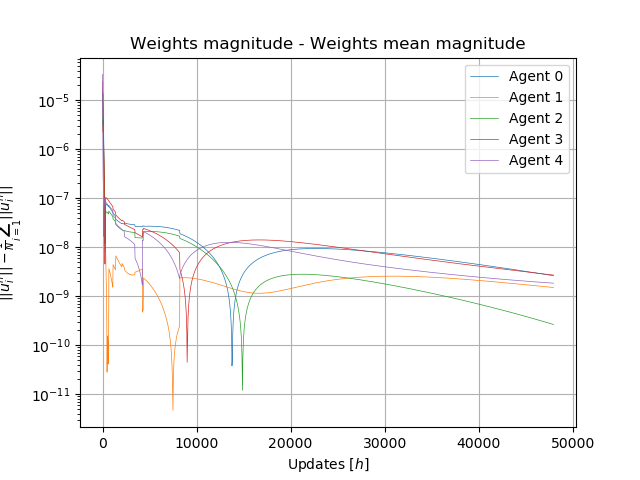 Weights magnitude - Weights mean magnitude
Agent 0
Agent 1
Agent 2
Agent 3
Agent 4
10⁻⁵
10⁻⁶
10⁻⁷
10⁻⁸
10⁻⁹
10⁻¹⁰
10⁻¹¹
0 10000 20000 30000 40000 50000
Updates [h]